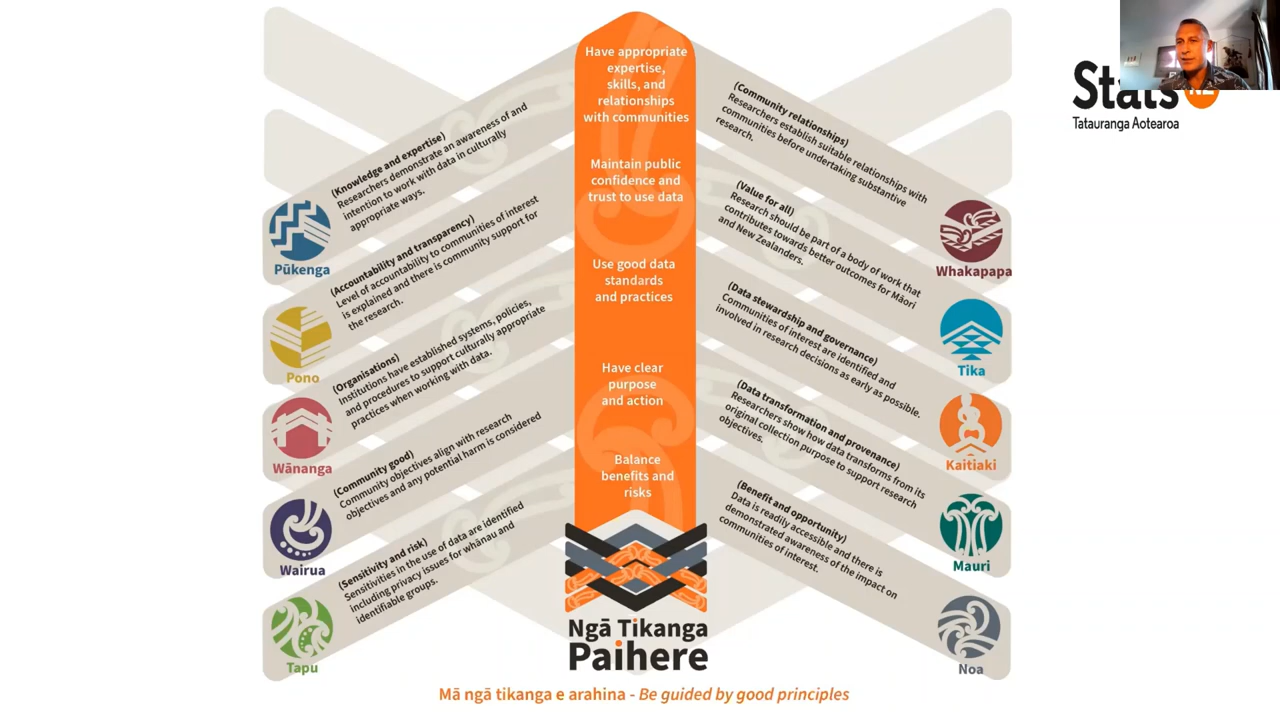 Have appropriate
expertise,
skills, and
relationships
with communities
Maintain public
confidence and
trust to use data
Use good data
standards
and practices
Have clear
purpose
and action
Balance
benefits and
risks
(Knowledge and expertise)
Researchers demonstrate an awareness of and
intention to work with data in culturally
appropriate ways.
Pūkenga
(Accountability and transparency)
Level of accountability to communities of interest
is explained and there is community support for
the research.
Pono
(Organisations)
Institutions have established systems, policies,
and procedures to support culturally appropriate
practices when working with data.
Wānanga
(Community good)
Community objectives align with research
objectives and any potential harm is considered
Wairua
(Sensitivity and risk)
Sensitivities in the use of data are identified
including privacy issues for whānau and
identifiable groups.
Tapu
(Community relationships)
Researchers establish suitable relationships with
communities before undertaking substantive
research.
Whakapapa
(Value for all)
Research should be part of a body of work that
contributes towards better outcomes for Māori
and New Zealanders.
Tika
(Data stewardship and governance)
Communities of interest are identified and
involved in research decisions as early as possible.
Kaitiaki
(Data transformation and provenance)
Researchers show how data transforms from its
original collection purpose to support research
objectives.
Mauri
(Benefit and opportunity)
Data is readily accessible and there is
demonstrated awareness of the impact on
communities of interest.
Noa
Ngā Tikanga
Paihere
Mā ngā tikanga e arahina - Be guided by good principles
Stats
NZ
Tatauranga Aotearoa